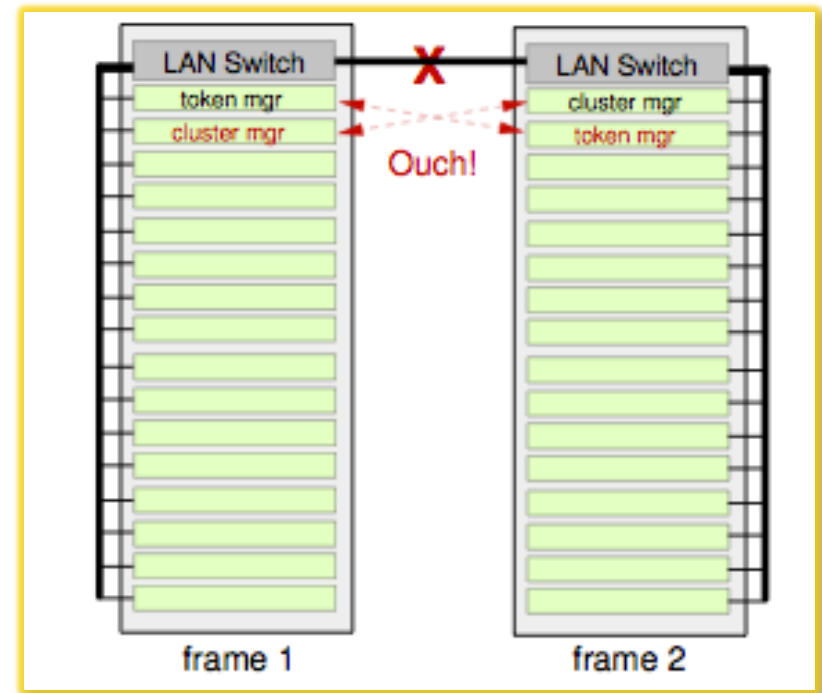 LAN Switch
token mgr
cluster mgr
X
Ouch!
LAN Switch
cluster mgr
token mgr
frame 1
frame 2